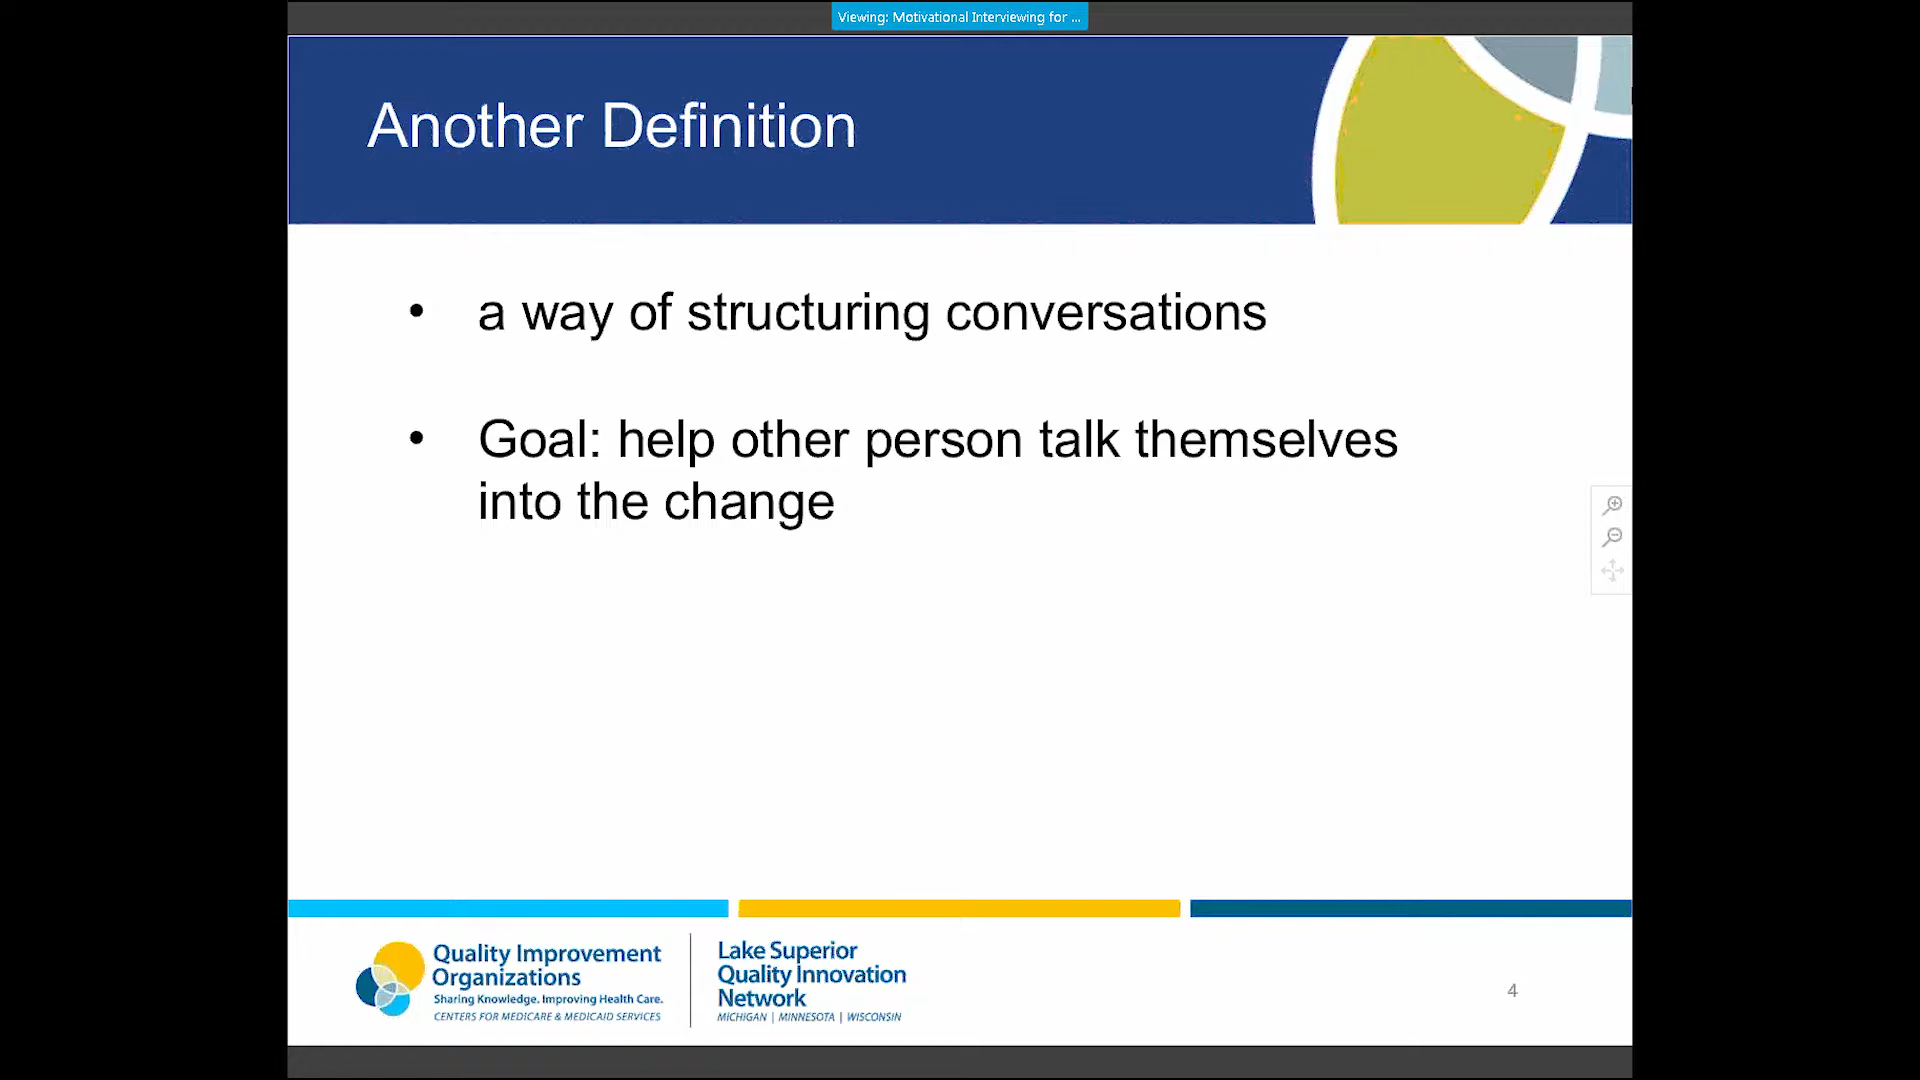 Viewing: Motivational Interviewing for ...
Another Definition
• a way of structuring conversations
• Goal: help other person talk themselves
into the change
Quality Improvement
Organizations
Sharing Knowledge. Improving Health Care.
CENTERS FOR MEDICARE & MEDICAID SERVICES
Lake Superior
Quality Innovation
Network
MICHIGAN | MINNESOTA | WISCONSIN
4